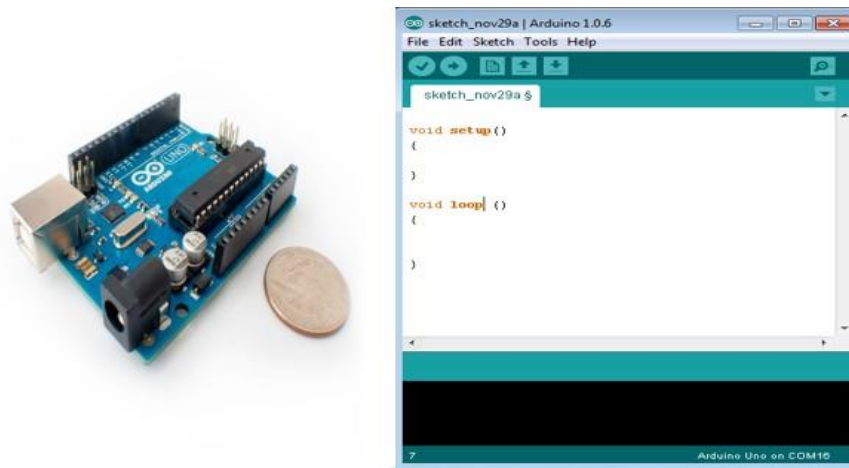 ARDUINO
UNO
sketch_nov29a | Arduino 1.0.6
File Edit Sketch Tools Help
sketch_nov29a §
void setup()
{
}
void loop ()
{
}
7
Arduino Uno on COM16